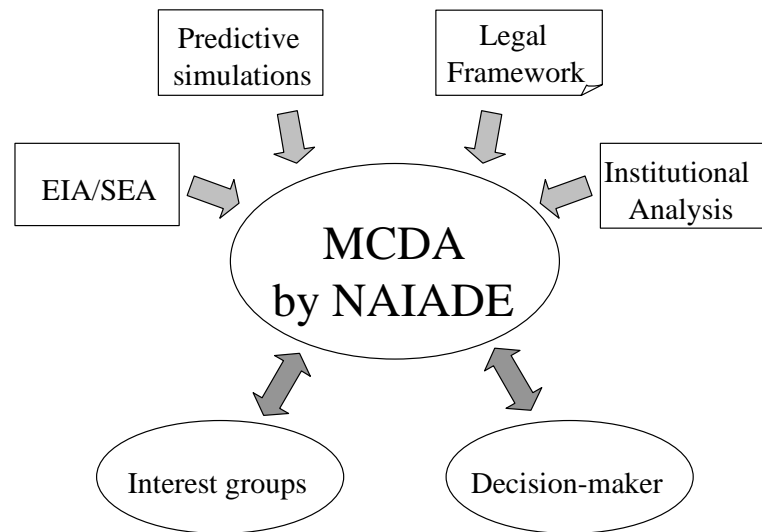 Predictive
simulations
Legal
Framework
EIA/SEA
Institutional
Analysis
MCDA
by NAIADE
Interest groups
Decision-maker